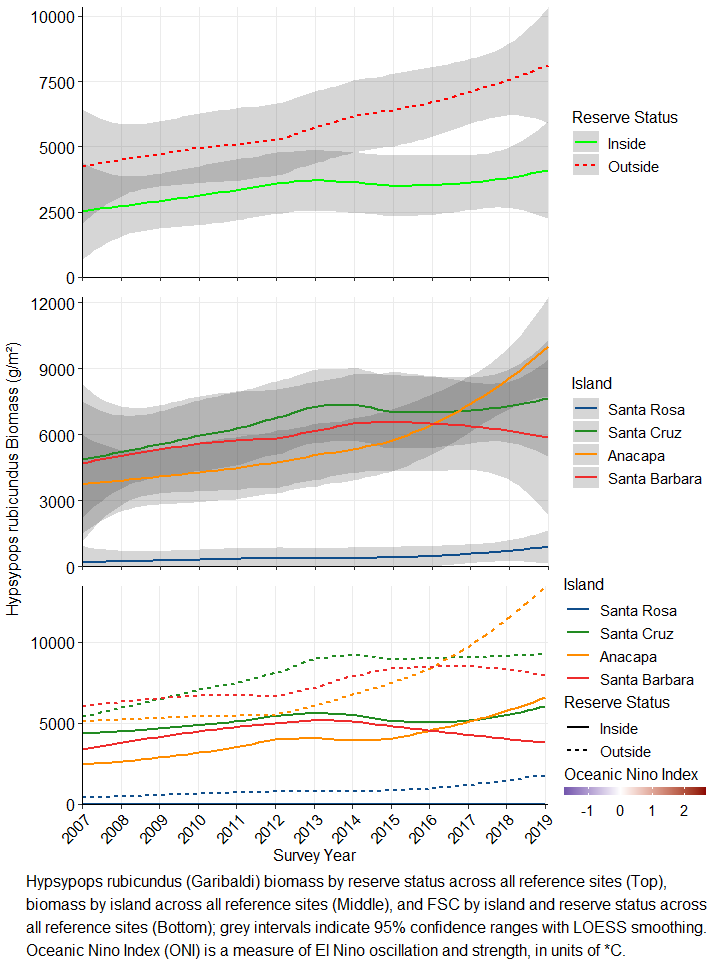 10000
7500
5000
2500
0
Reserve Status
Inside
Outside
12000
9000
6000
3000
0
Island
Santa Rosa
Santa Cruz
Anacapa
Santa Barbara
Hypsypops rubicundus Biomass (g/m²)
10000
5000
0
2007
2008
2009
2010
2011
2012
2013
2014
2015
2016
2017
2018
2019
Survey Year
Island
Santa Rosa
Santa Cruz
Anacapa
Santa Barbara
Reserve Status
Inside
Outside
Oceanic Nino Index
-1 0 1 2
Hypsypops rubicundus (Garibaldi) biomass by reserve status across all reference sites (Top),
biomass by island across all reference sites (Middle), and FSC by island and reserve status across
all reference sites (Bottom); grey intervals indicate 95% confidence ranges with LOESS smoothing.
Oceanic Nino Index (ONI) is a measure of El Nino oscillation and strength, in units of *C.